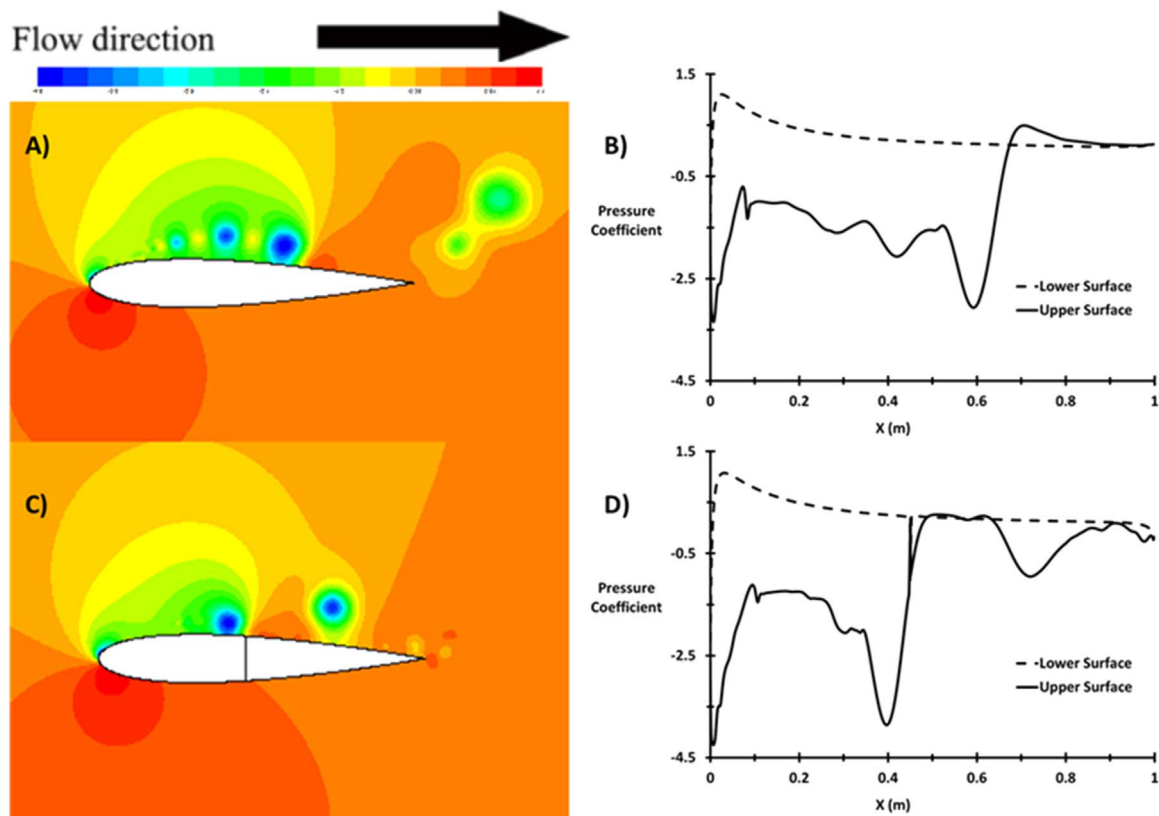 Flow direction
A)
B)
1.5
-0.5
-2.5
-4.5
Pressure
Coefficient
Lower Surface
Upper Surface
0 0.2 0.4 0.6 0.8 1
X (m)
C)
D)
1.5
-0.5
-2.5
-4.5
Pressure
Coefficient
Lower Surface
Upper Surface
0 0.2 0.4 0.6 0.8 1
X (m)